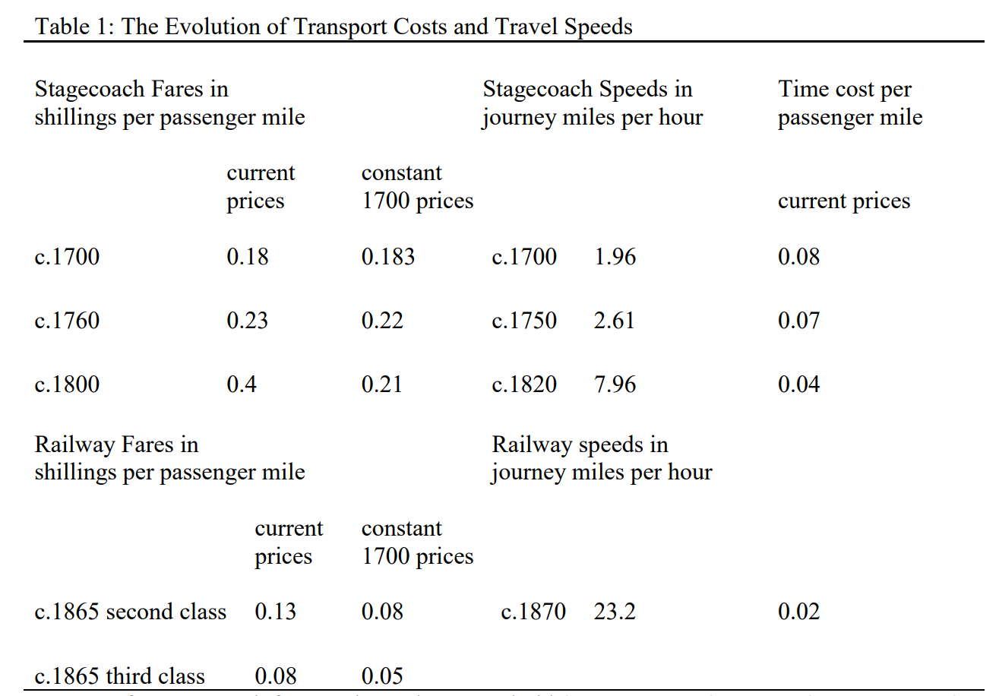 Table 1: The Evolution of Transport Costs and Travel Speeds
Stagecoach Fares in Stagecoach Speeds in Time cost per
shillings per passenger mile journey miles per hour passenger mile
current constant
prices 1700 prices current prices
c.1700 0.18 0.183 c.1700 1.96 0.08
c.1760 0.23 0.22 c.1750 2.61 0.07
c.1800 0.4 0.21 c.1820 7.96 0.04
Railway Fares in Railway speeds in
shillings per passenger mile journey miles per hour
current constant
prices 1700 prices
c.1865 second class 0.13 0.08 c.1870 23.2 0.02
c.1865 third class 0.08 0.05